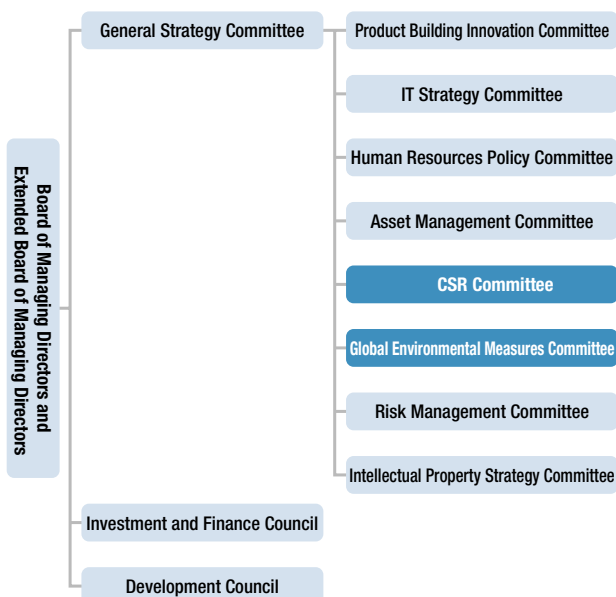 General Strategy Committee
Product Building Innovation Committee
IT Strategy Committee
Human Resources Policy Committee
Asset Management Committee
CSR Committee
Global Environmental Measures Committee
Risk Management Committee
Intellectual Property Strategy Committee
Board of Managing Directors and
Extended Board of Managing Directors
Investment and Finance Council
Development Council